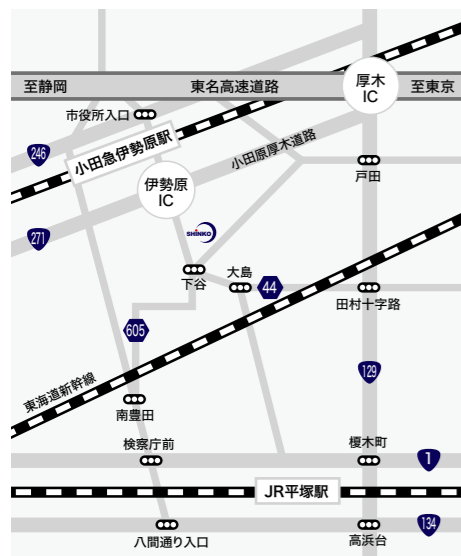 至静岡
東名高速道路
厚木
IC
至東京
市役所入口
246
小田急伊勢原駅
小田原厚木道路
戸田
伊勢原
IC
271
SHINKO
下谷
大島
44
田村十字路
605
東海道新幹線
129
南豊田
検察庁前
榎木町
1
JR平塚駅
134
八間通り入口
高浜台